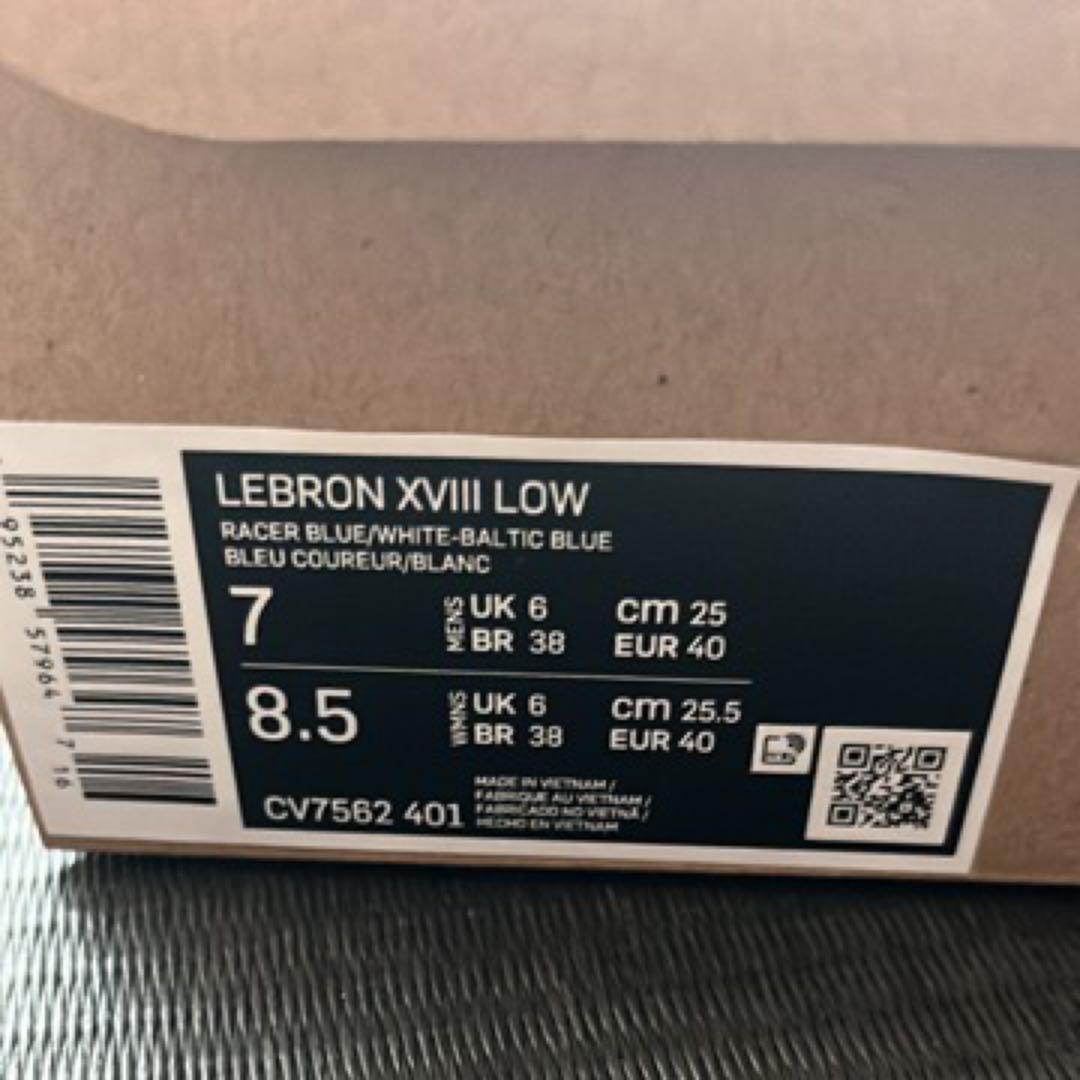 LEBRON XVIII LOW
RACER BLUE/WHITE-BALTIC BLUE
BLEU COUREUR/BLANC
7 MENS UK 6 cm 25
BR 38 EUR 40
8.5 WMNS UK 6 cm 25.5
BR 38 EUR 40
CV7562 401
MADE IN VIETNAM /
FABRIQUE AU VIETNAM /
FABRICADO NO VIETNÃ /
HECHO EN VIETNAM
95238 57964 7 16